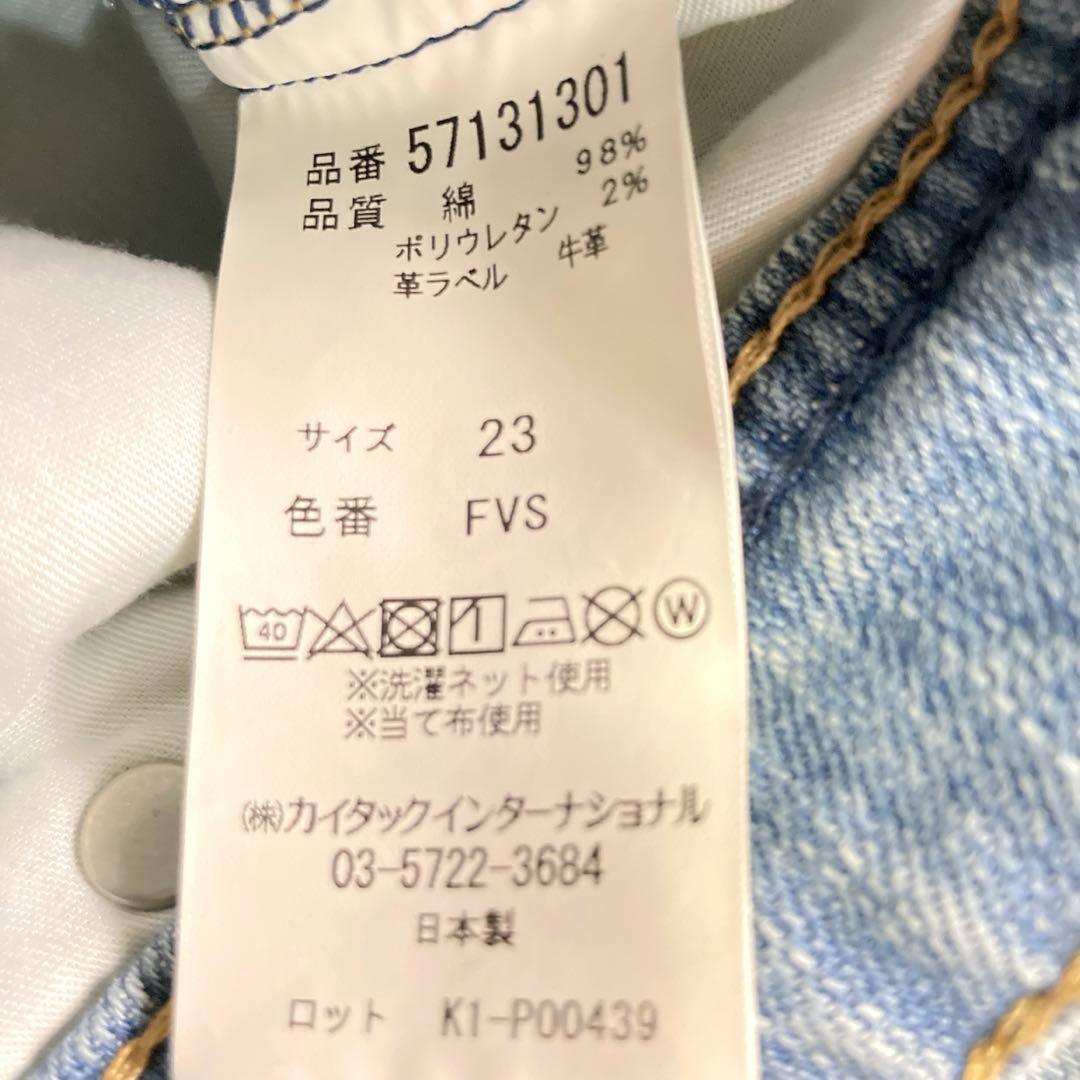 品番 57131301
品質 綿 98%
ポリウレタン 2%
革ラベル 牛革
サイズ 23
色番 FVS
40 W
※洗濯ネット使用
※当て布使用
㈱カイタックインターナショナル
03-5722-3684
日本製
ロット K1-P00439